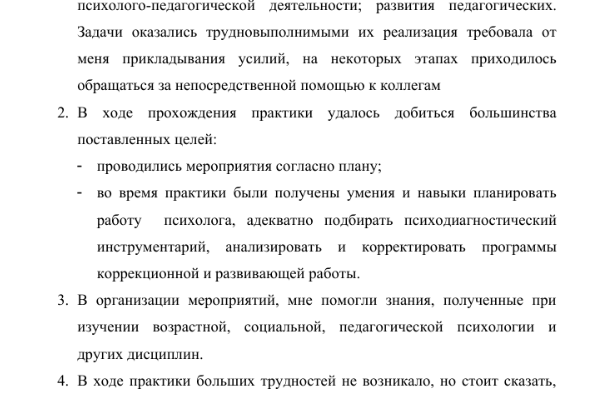 психолого-педагогической деятельности; развития педагогических.
Задачи оказались трудновыполнимыми их реализация требовала от
меня прикладывания усилий, на некоторых этапах приходилось
обращаться за непосредственной помощью к коллегам
2. В ходе прохождения практики удалось добиться большинства
поставленных целей:
- проводились мероприятия согласно плану;
- во время практики были получены умения и навыки планировать
работу психолога, адекватно подбирать психодиагностический
инструментарий, анализировать и корректировать программы
коррекционной и развивающей работы.
3. В организации мероприятий, мне помогли знания, полученные при
изучении возрастной, социальной, педагогической психологии и
других дисциплин.
4. В ходе практики больших трудностей не возникало, но стоит сказать,